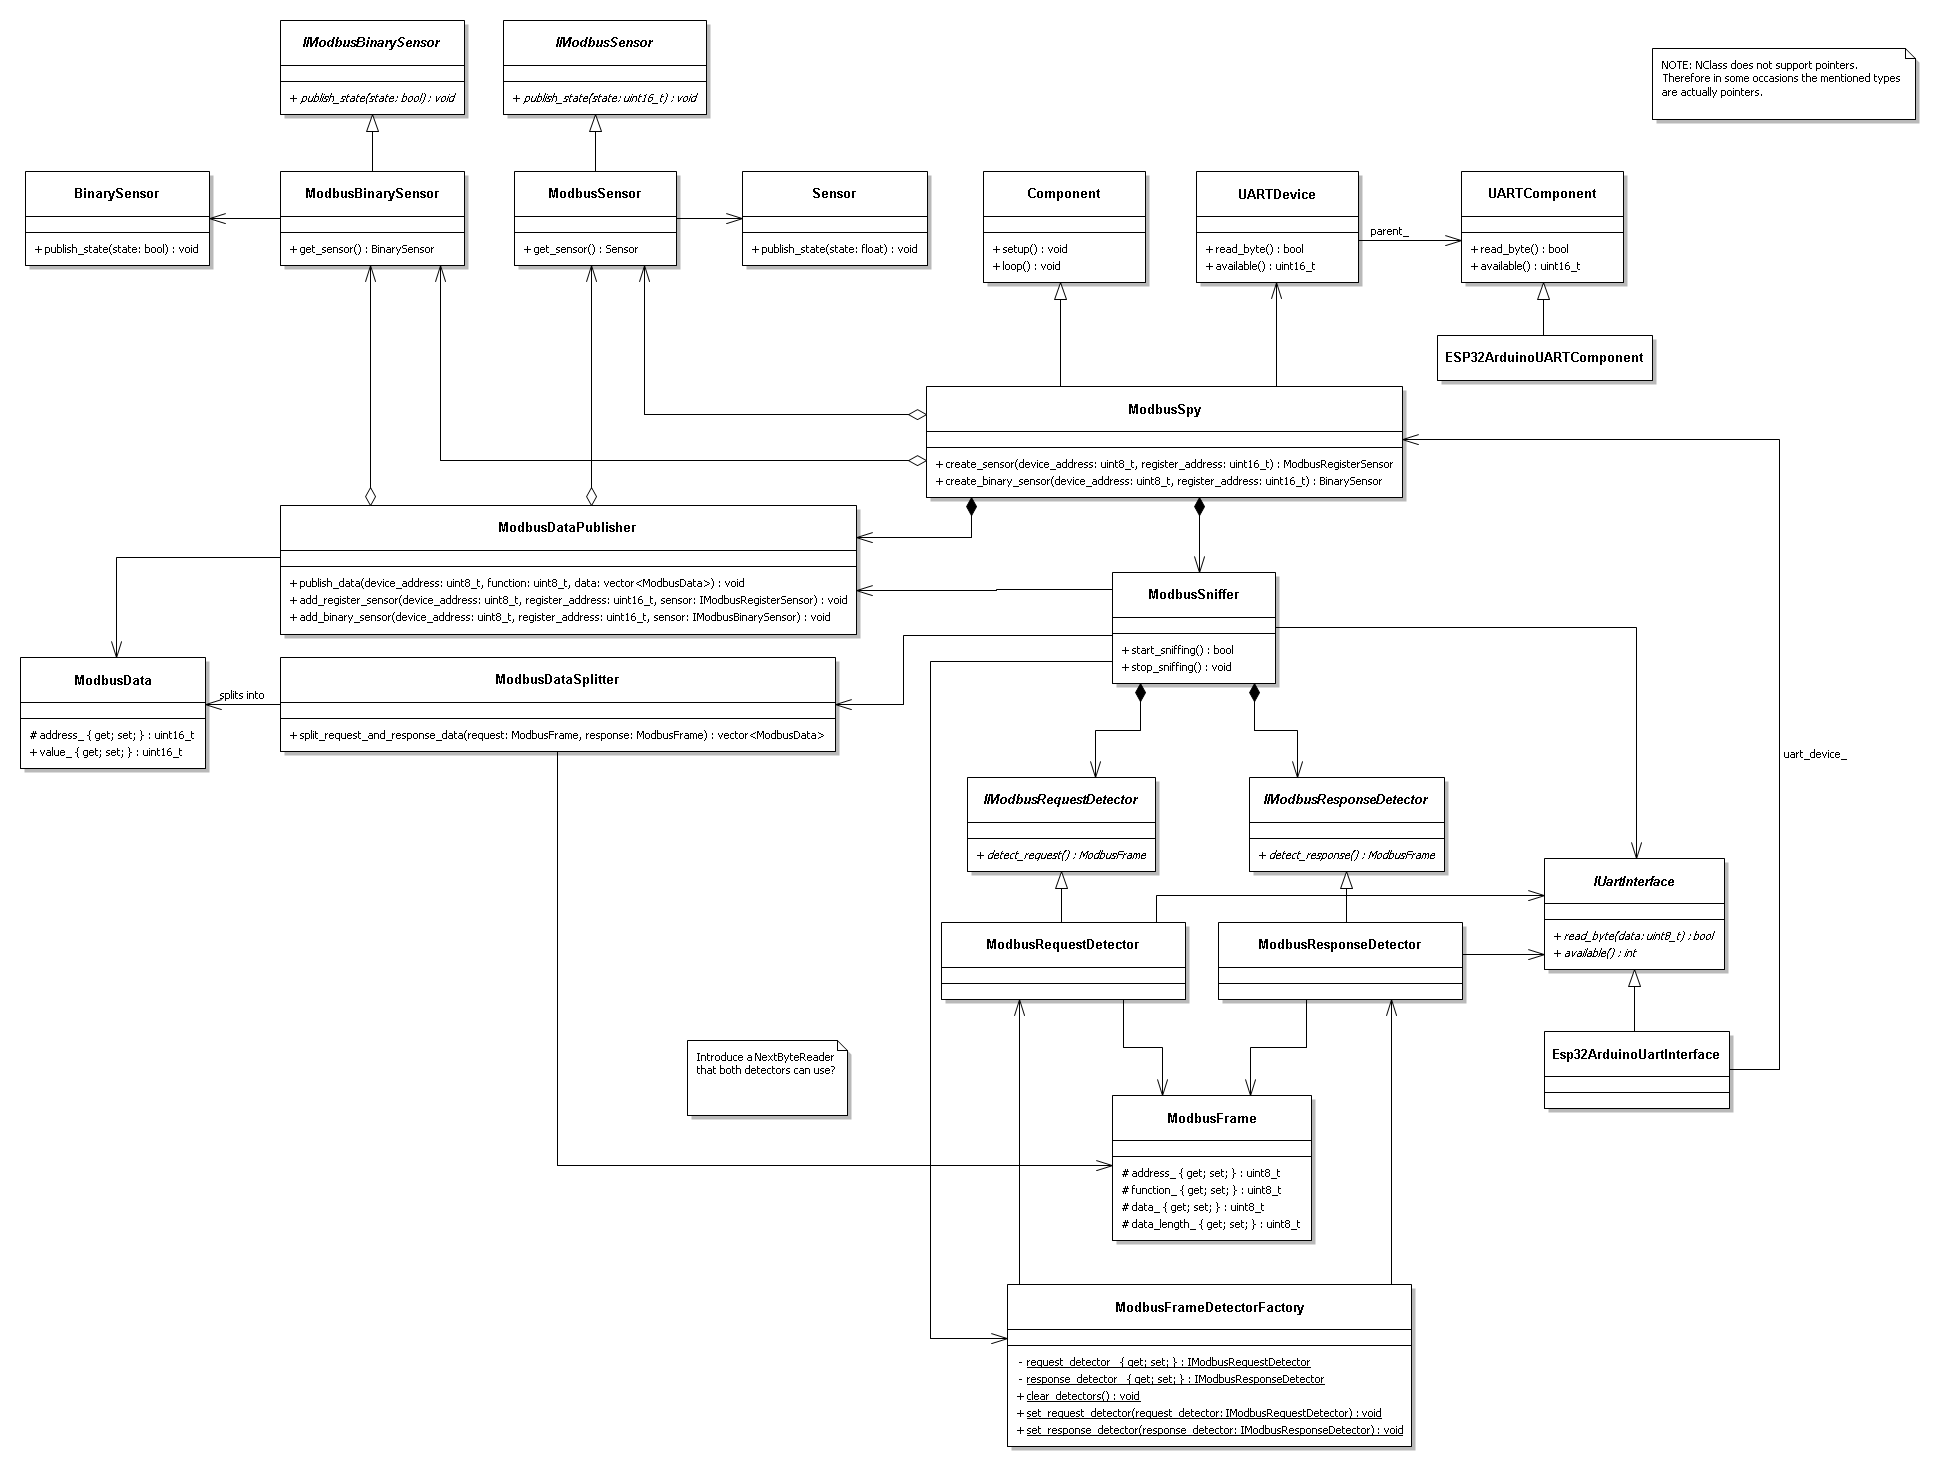 IModbusBinarySensor
+ publish_state(state: bool) : void
IModbusSensor
+ publish_state(state: uint16_t) : void
NOTE: NClass does not support pointers.
Therefore in some occasions the mentioned types
are actually pointers.
BinarySensor
+ publish_state(state: bool) : void
ModbusBinarySensor
+ get_sensor() : BinarySensor
ModbusSensor
+ get_sensor() : Sensor
Sensor
+ publish_state(state: float) : void
Component
+ setup() : void
+ loop() : void
UARTDevice
+ read_byte() : bool
+ available() : uint16_t
parent_
UARTComponent
+ read_byte() : bool
+ available() : uint16_t
ESP32ArduinoUARTComponent
ModbusSpy
+ create_sensor(device_address: uint8_t, register_address: uint16_t) : ModbusRegisterSensor
+ create_binary_sensor(device_address: uint8_t, register_address: uint16_t) : BinarySensor
ModbusDataPublisher
+ publish_data(device_address: uint8_t, function: uint8_t, data: vector<ModbusData>) : void
+ add_register_sensor(device_address: uint8_t, register_address: uint16_t, sensor: IModbusRegisterSensor) : void
+ add_binary_sensor(device_address: uint8_t, register_address: uint16_t, sensor: IModbusBinarySensor) : void
ModbusSniffer
+ start_sniffing() : bool
+ stop_sniffing() : void
ModbusData
# address_ { get; set; } : uint16_t
+ value_ { get; set; } : uint16_t
splits into
ModbusDataSplitter
+ split_request_and_response_data(request: ModbusFrame, response: ModbusFrame) : vector<ModbusData>
uart_device_
IModbusRequestDetector
+ detect_request() : ModbusFrame
IModbusResponseDetector
+ detect_response() : ModbusFrame
IUartInterface
+ read_byte(data: uint8_t) : bool
+ available() : int
ModbusRequestDetector
ModbusResponseDetector
Esp32ArduinoUartInterface
Introduce a NextByteReader
that both detectors can use?
ModbusFrame
# address_ { get; set; } : uint8_t
# function_ { get; set; } : uint8_t
# data_ { get; set; } : uint8_t
# data_length_ { get; set; } : uint8_t
ModbusFrameDetectorFactory
- request_detector_ { get; set; } : IModbusRequestDetector
- response_detector_ { get; set; } : IModbusResponseDetector
+ clear_detectors() : void
+ set_request_detector(request_detector: IModbusRequestDetector) : void
+ set_response_detector(response_detector: IModbusResponseDetector) : void